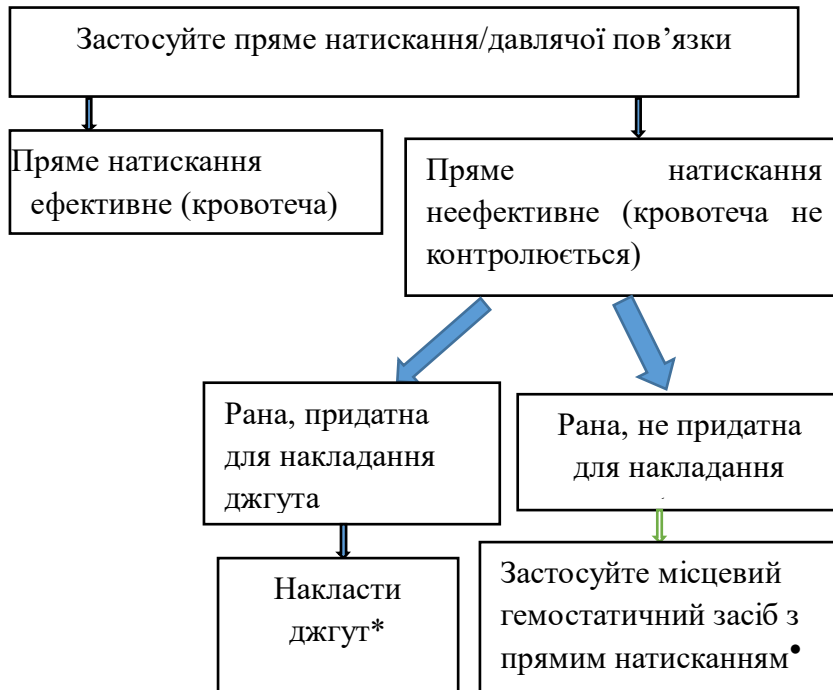 Застосуйте пряме натискання/давлячої пов’язки
Пряме натискання
ефективне (кровотеча)
Пряме натискання
неефективне (кровотеча не
контролюється)
Рана, придатна
для накладання
джгута
Рана, не придатна
для накладання
Накласти
джгут*
Застосуйте місцевий
гемостатичний засіб з
прямим натисканням•